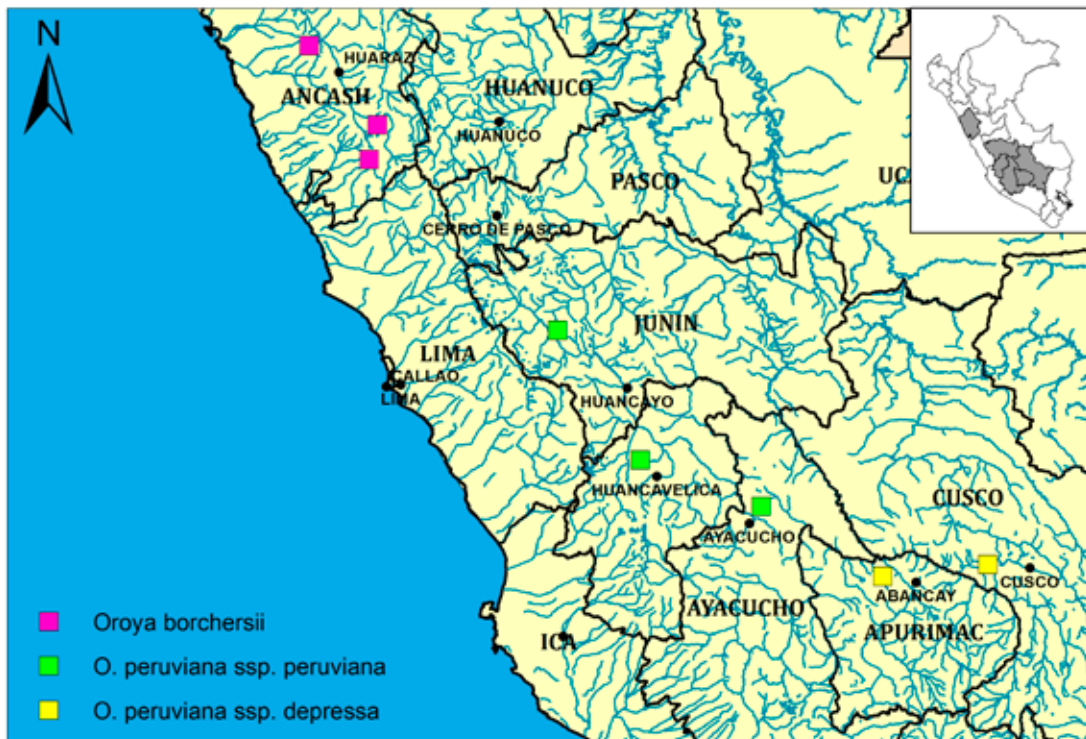 N
HUARAZ
ANCASH
HUANUCO
HUANUCO
PASCO
UC
CERRO DE PASCO
JUNIN
LIMA
CALLAO
LIMA
HUANCAYO
HUANCAVELICA
CUSCO
AYACUCHO
CUSCO
ABANCAY
AYACUCHO
APURIMAC
ICA
Oroya borchersii
O. peruviana ssp. peruviana
O. peruviana ssp. depressa